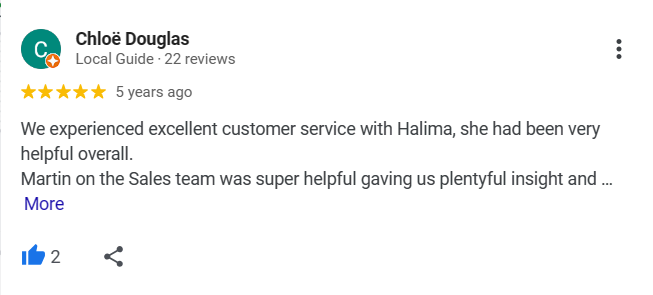 C
Chloë Douglas
Local Guide · 22 reviews
5 years ago
We experienced excellent customer service with Halima, she had been very
helpful overall.
Martin on the Sales team was super helpful gaving us plentyful insight and ...
More
2